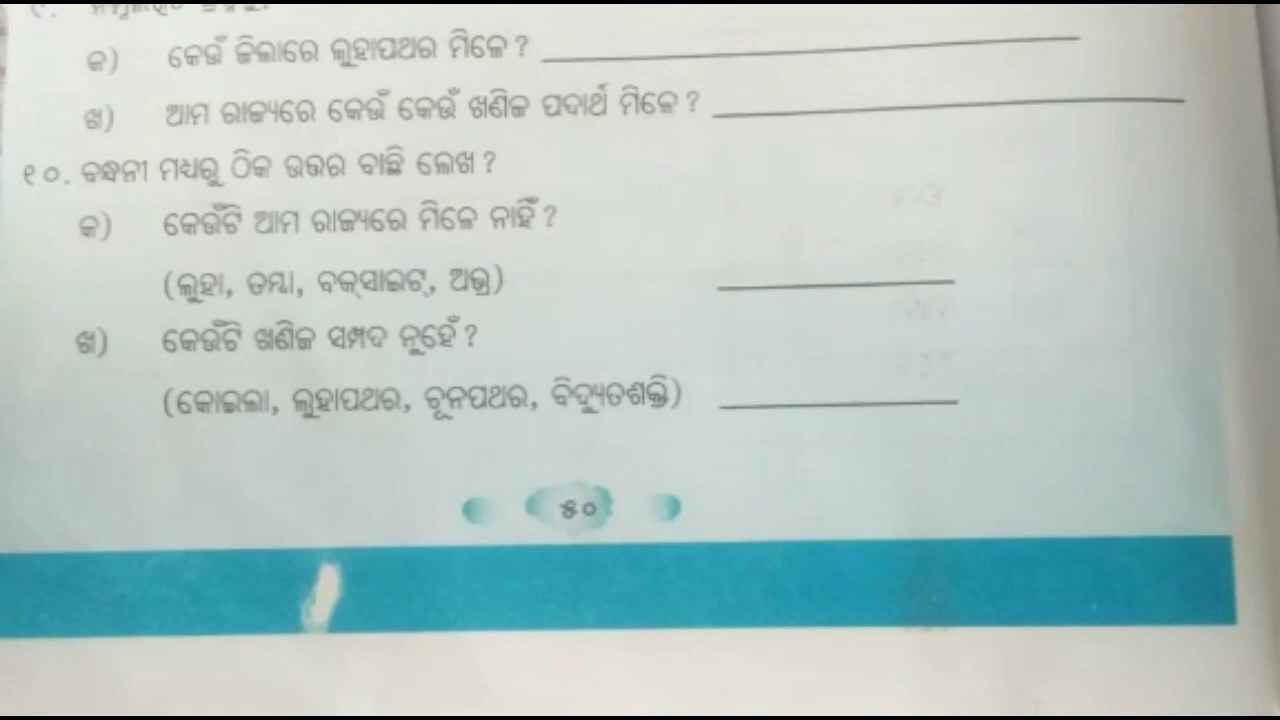 କ) କେଉଁ ଜିଲାରେ ଲୁହାପଥର ମିଳେ ?
ଖ) ଆମ ରାଜ୍ୟରେ କେଉଁ କେଉଁ ଖଣିଜ ପଦାର୍ଥ ମିଳେ ?
୧୦. ବନ୍ଧନୀ ମଧ୍ୟରୁ ଠିକ ଉତ୍ତର ବାଛି ଲେଖ ?
କ) କେଉଁଟି ଆମ ରାଜ୍ୟରେ ମିଳେ ନାହିଁ ?
(ଲୁହା, ତମ୍ବା, ବକ୍‌ସାଇଟ୍, ଅଭ୍ର)
ଖ) କେଉଁଟି ଖଣିଜ ସମ୍ପଦ ନୁହେଁ ?
(କୋଇଲା, ଲୁହାପଥର, ଚୂନପଥର, ବିଦ୍ୟୁତଶକ୍ତି)
୫୦